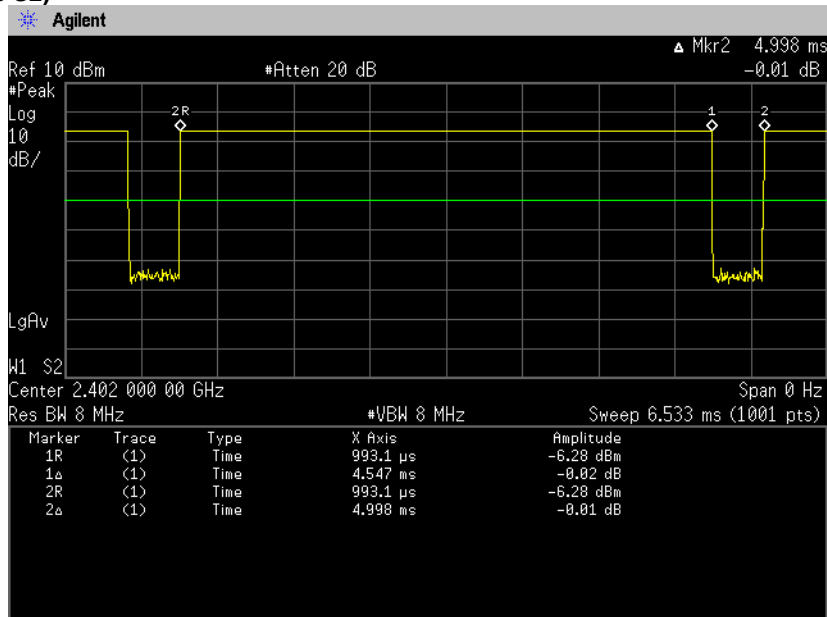 Agilent
Δ Mkr2 4.998 ms
Ref 10 dBm #Atten 20 dB -0.01 dB
#Peak
Log
10
dB/
2R
1
2
LgAv
W1 S2
Center 2.402 000 00 GHz Span 0 Hz
Res BW 8 MHz #VBW 8 MHz Sweep 6.533 ms (1001 pts)
Marker Trace Type X Axis Amplitude
1R (1) Time 993.1 µs -6.28 dBm
1Δ (1) Time 4.547 ms -0.02 dB
2R (1) Time 993.1 µs -6.28 dBm
2Δ (1) Time 4.998 ms -0.01 dB